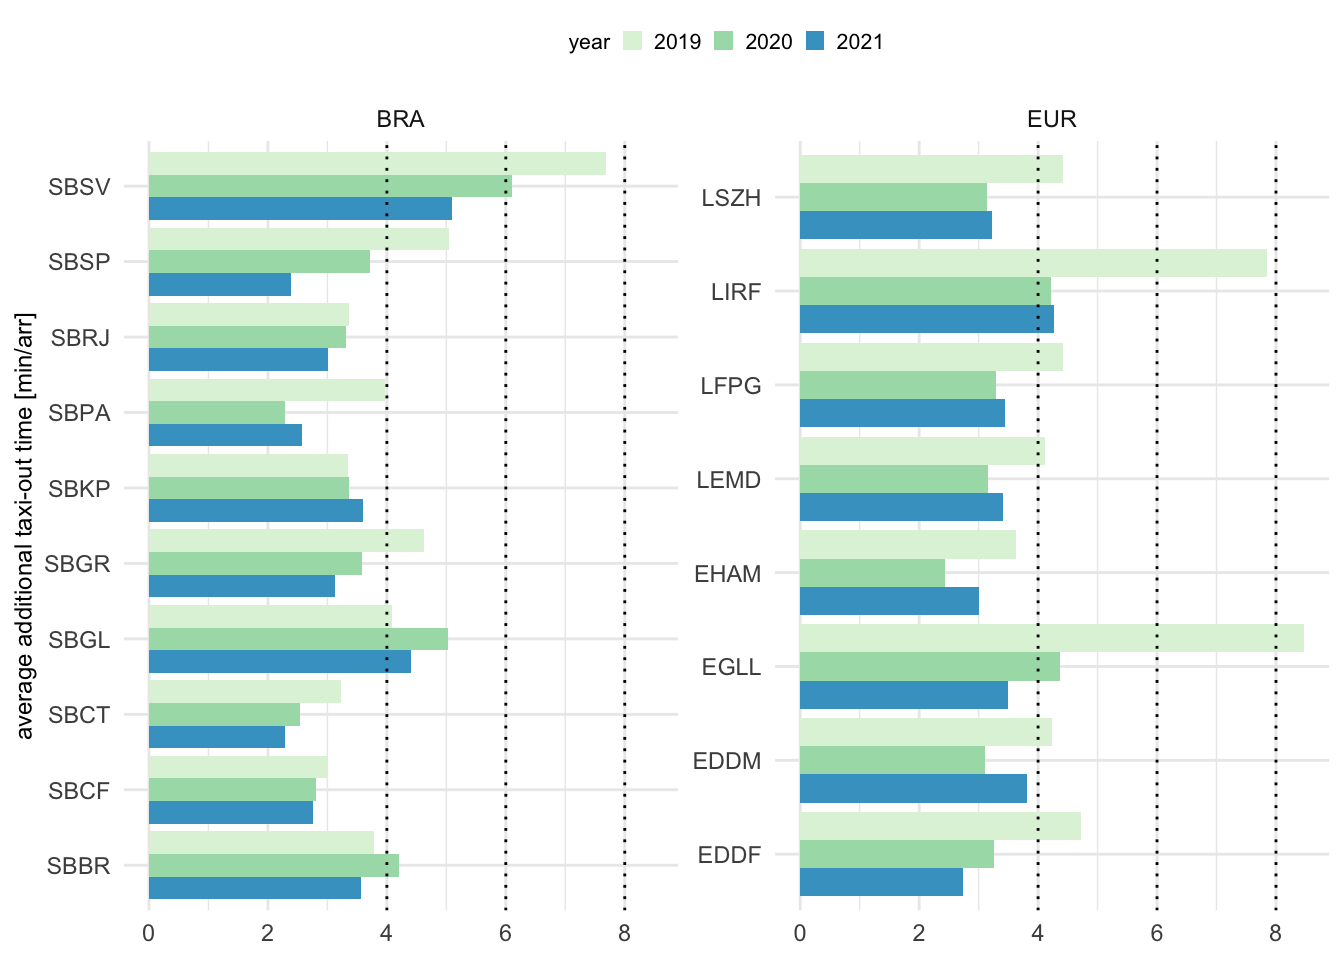 year 2019 2020 2021
BRA EUR
average additional taxi-out time [min/arr]
SBSV
SBSP
SBRJ
SBPA
SBKP
SBGR
SBGL
SBCT
SBCF
SBBR
0 2 4 6 8
LSZH
LIRF
LFPG
LEMD
EHAM
EGLL
EDDM
EDDF
0 2 4 6 8